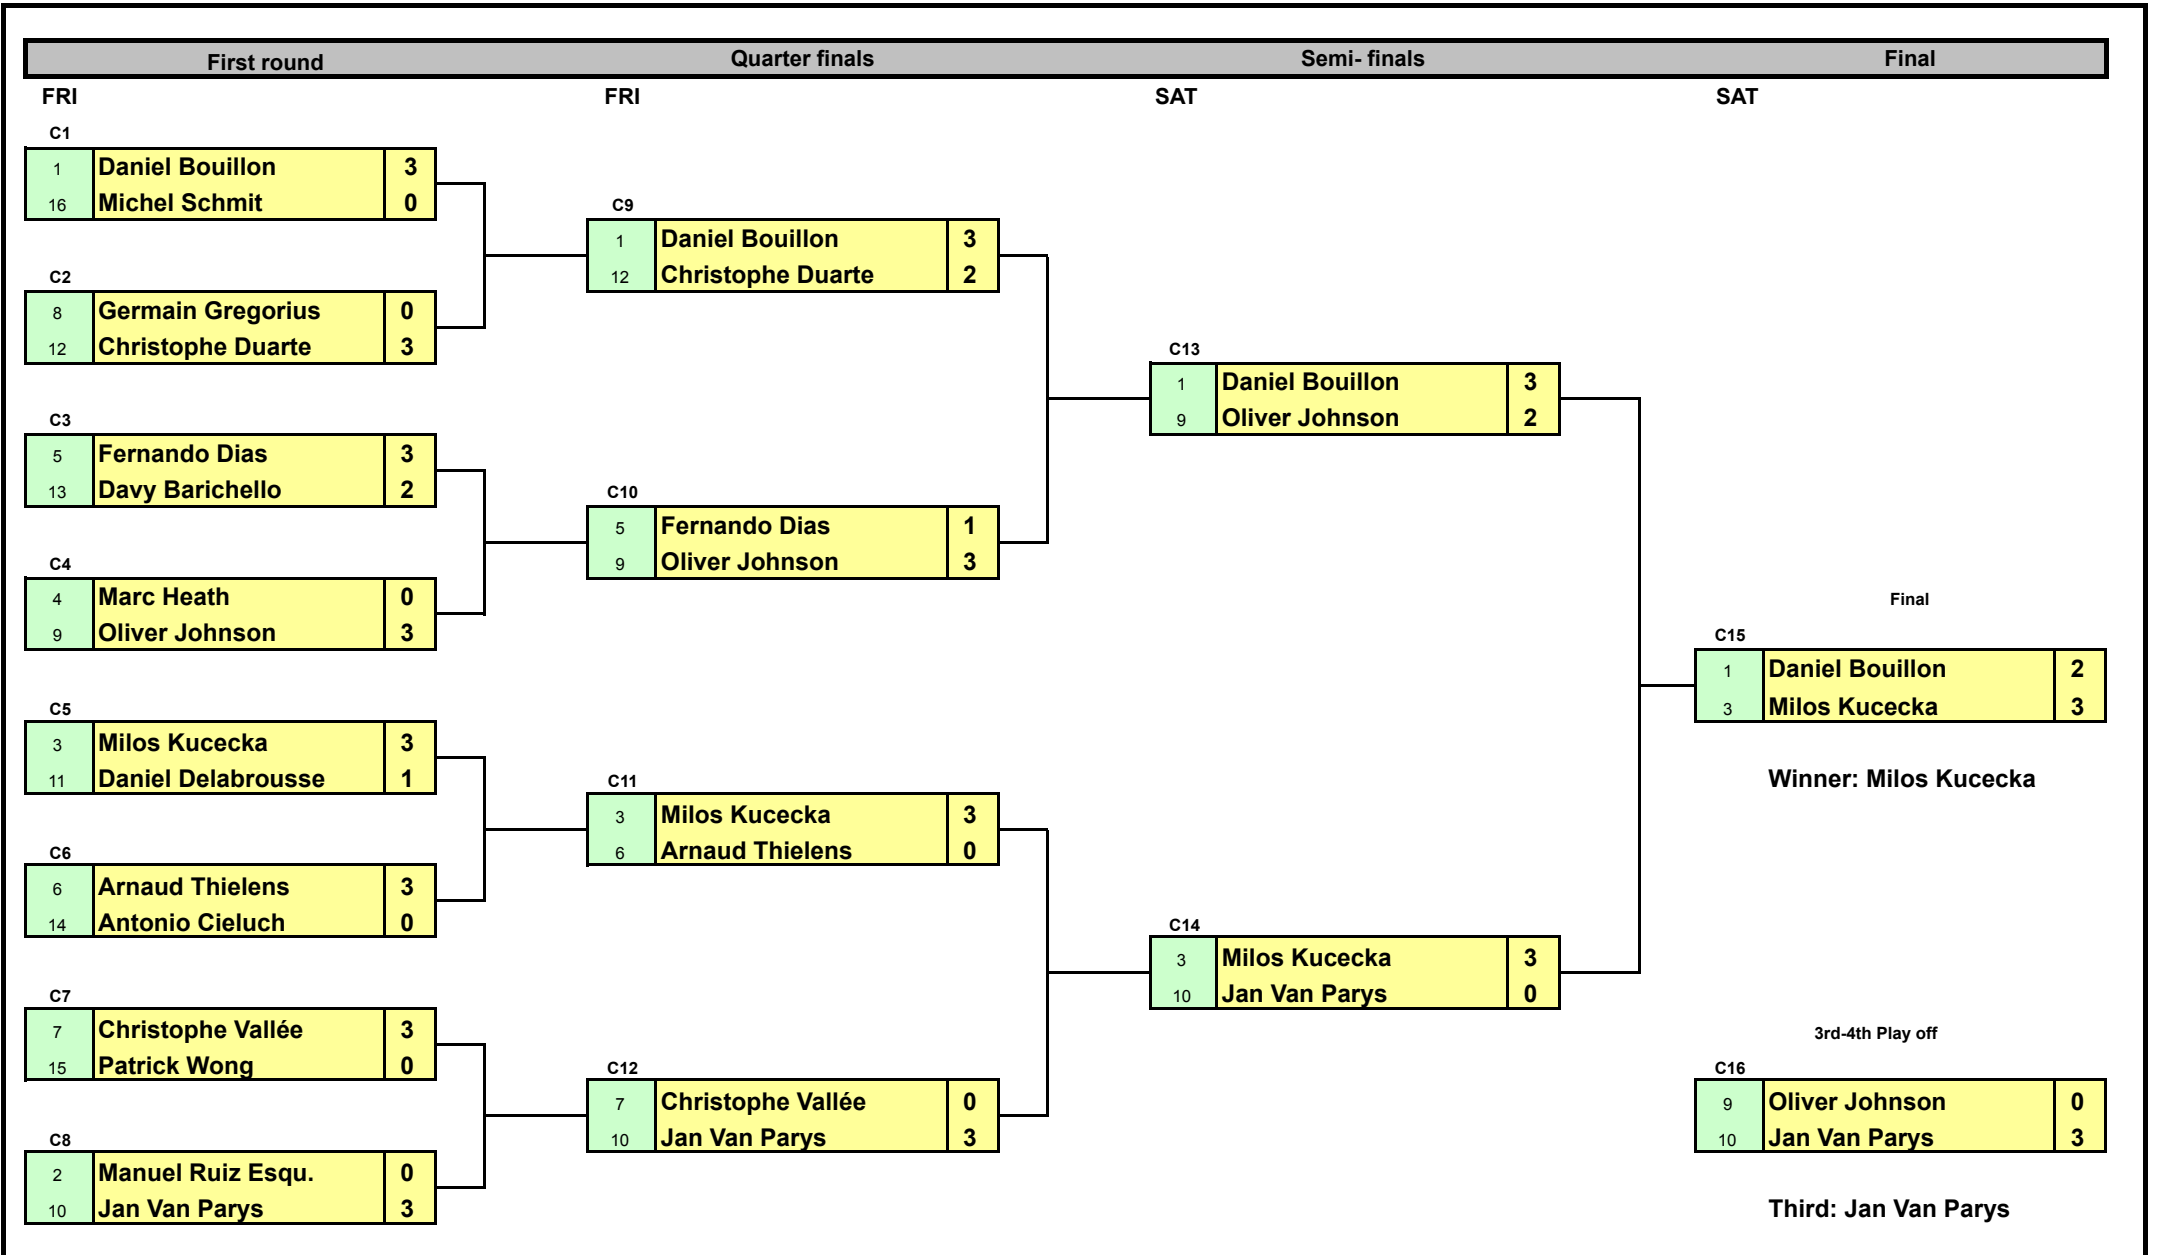 First round Quarter finals Semi- finals Final
FRI FRI SAT SAT
C1
1 Daniel Bouillon 3
16 Michel Schmit 0
C2
8 Germain Gregorius 0
12 Christophe Duarte 3
C3
5 Fernando Dias 3
13 Davy Barichello 2
C4
4 Marc Heath 0
9 Oliver Johnson 3
C5
3 Milos Kucecka 3
11 Daniel Delabrousse 1
C6
6 Arnaud Thielens 3
14 Antonio Cieluch 0
C7
7 Christophe Vallée 3
15 Patrick Wong 0
C8
2 Manuel Ruiz Esqu. 0
10 Jan Van Parys 3
C9
1 Daniel Bouillon 3
12 Christophe Duarte 2
C10
5 Fernando Dias 1
9 Oliver Johnson 3
C11
3 Milos Kucecka 3
6 Arnaud Thielens 0
C12
7 Christophe Vallée 0
10 Jan Van Parys 3
C13
1 Daniel Bouillon 3
9 Oliver Johnson 2
C14
3 Milos Kucecka 3
10 Jan Van Parys 0
Final
C15
1 Daniel Bouillon 2
3 Milos Kucecka 3
Winner: Milos Kucecka
3rd-4th Play off
C16
9 Oliver Johnson 0
10 Jan Van Parys 3
Third: Jan Van Parys